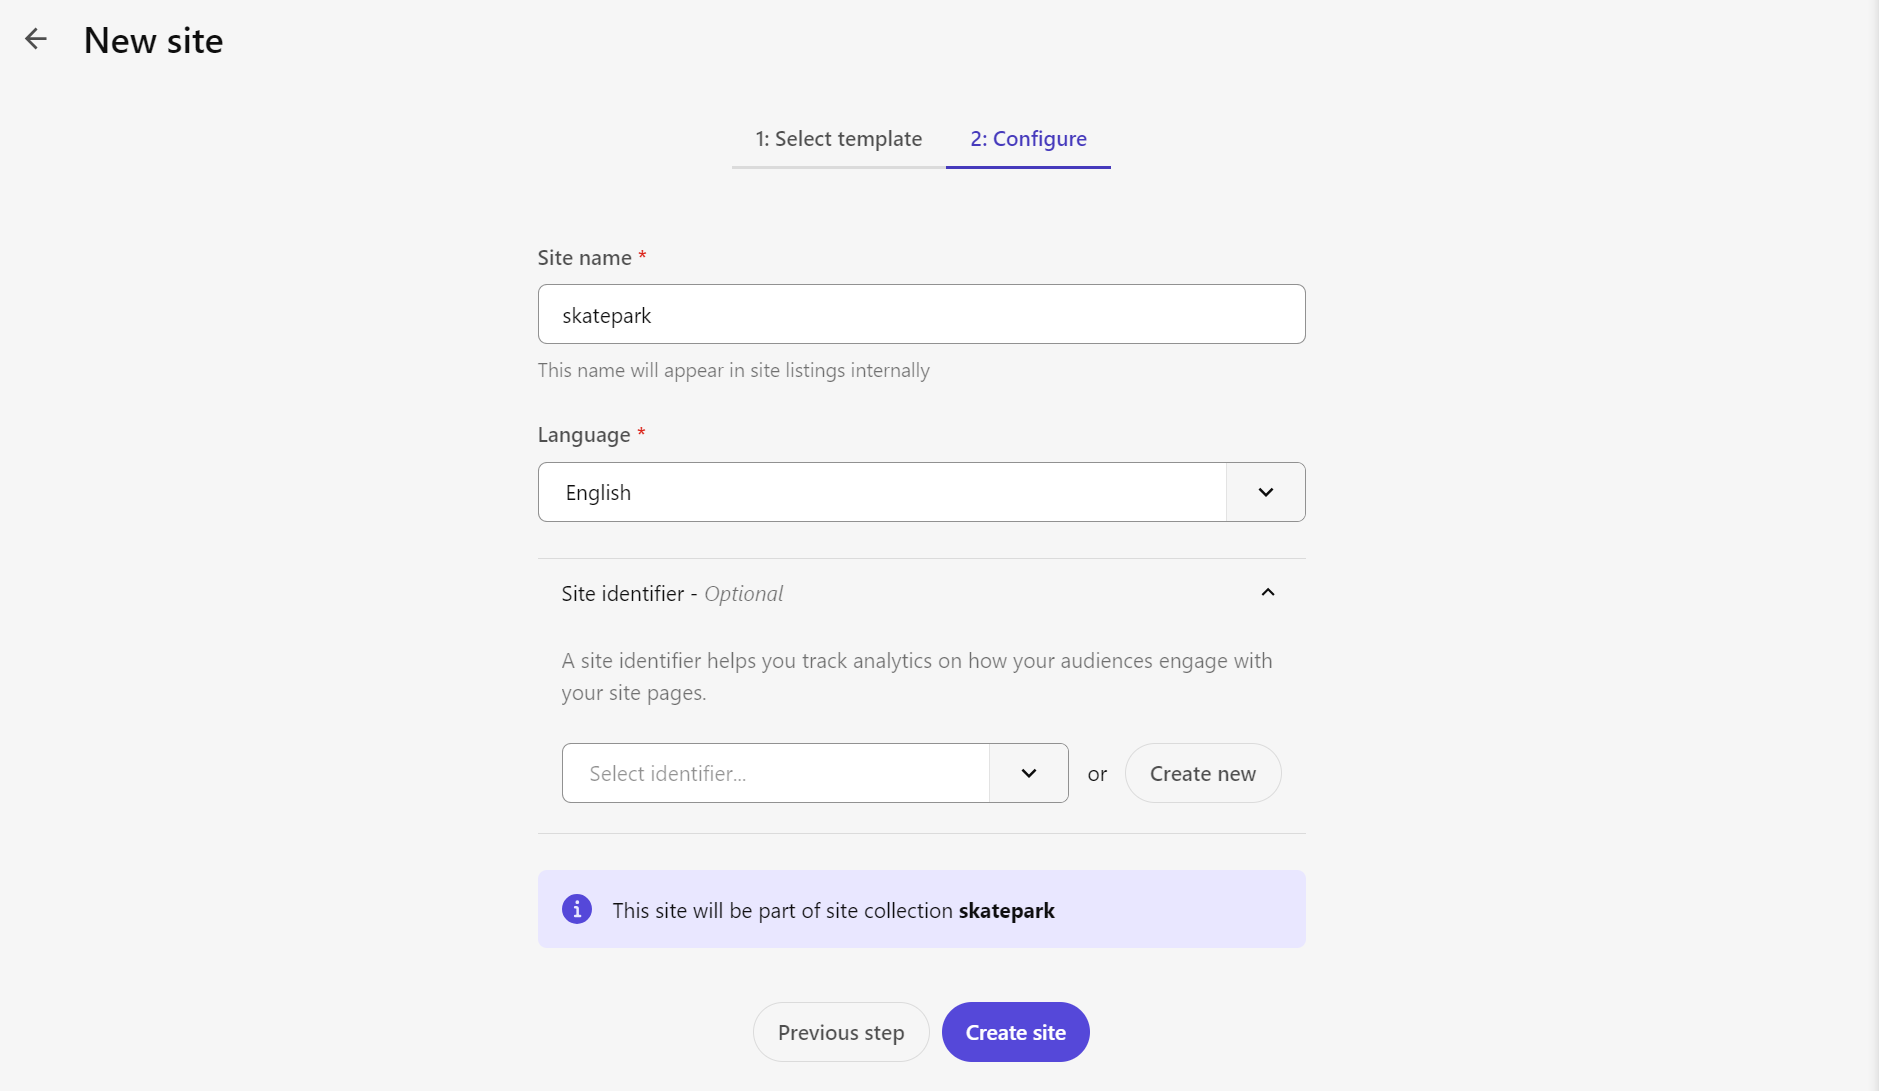 New site
1: Select template
2: Configure
Site name *
skatepark
This name will appear in site listings internally
Language *
English
Site identifier - Optional
A site identifier helps you track analytics on how your audiences engage with
your site pages.
Select identifier...
or
Create new
This site will be part of site collection skatepark
Previous step
Create site